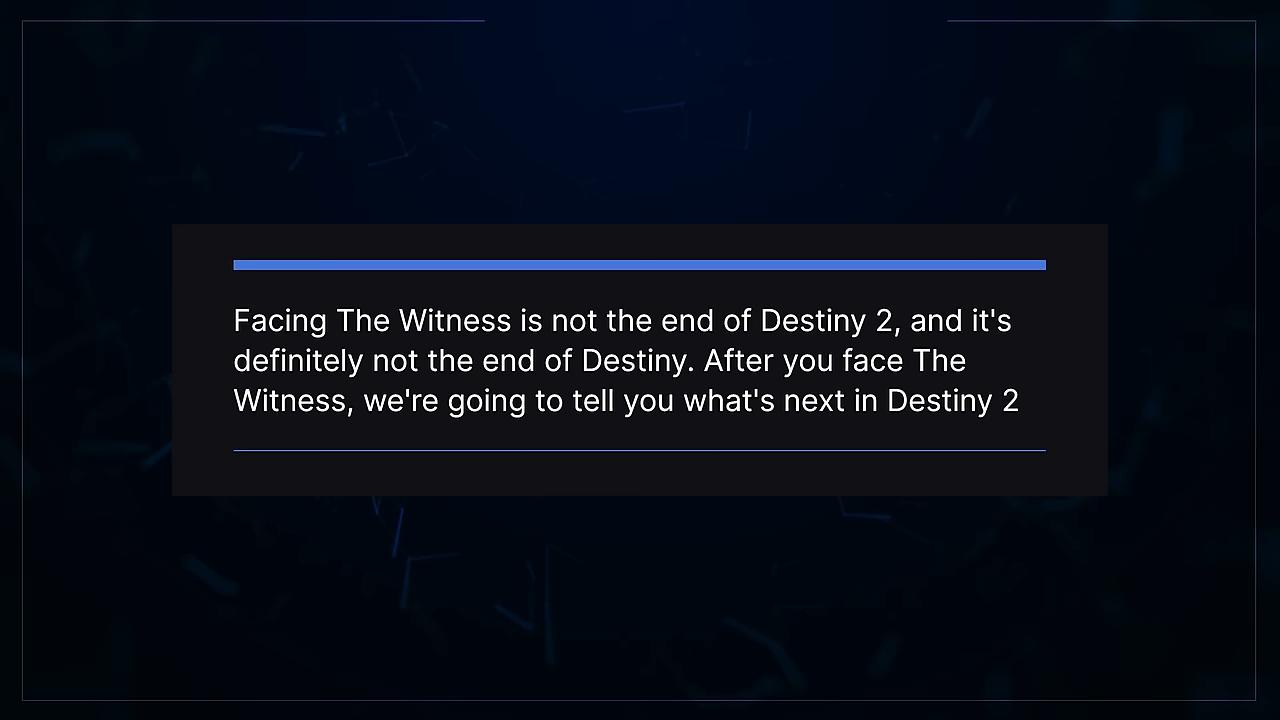 Facing The Witness is not the end of Destiny 2, and it's
definitely not the end of Destiny. After you face The
Witness, we're going to tell you what's next in Destiny 2